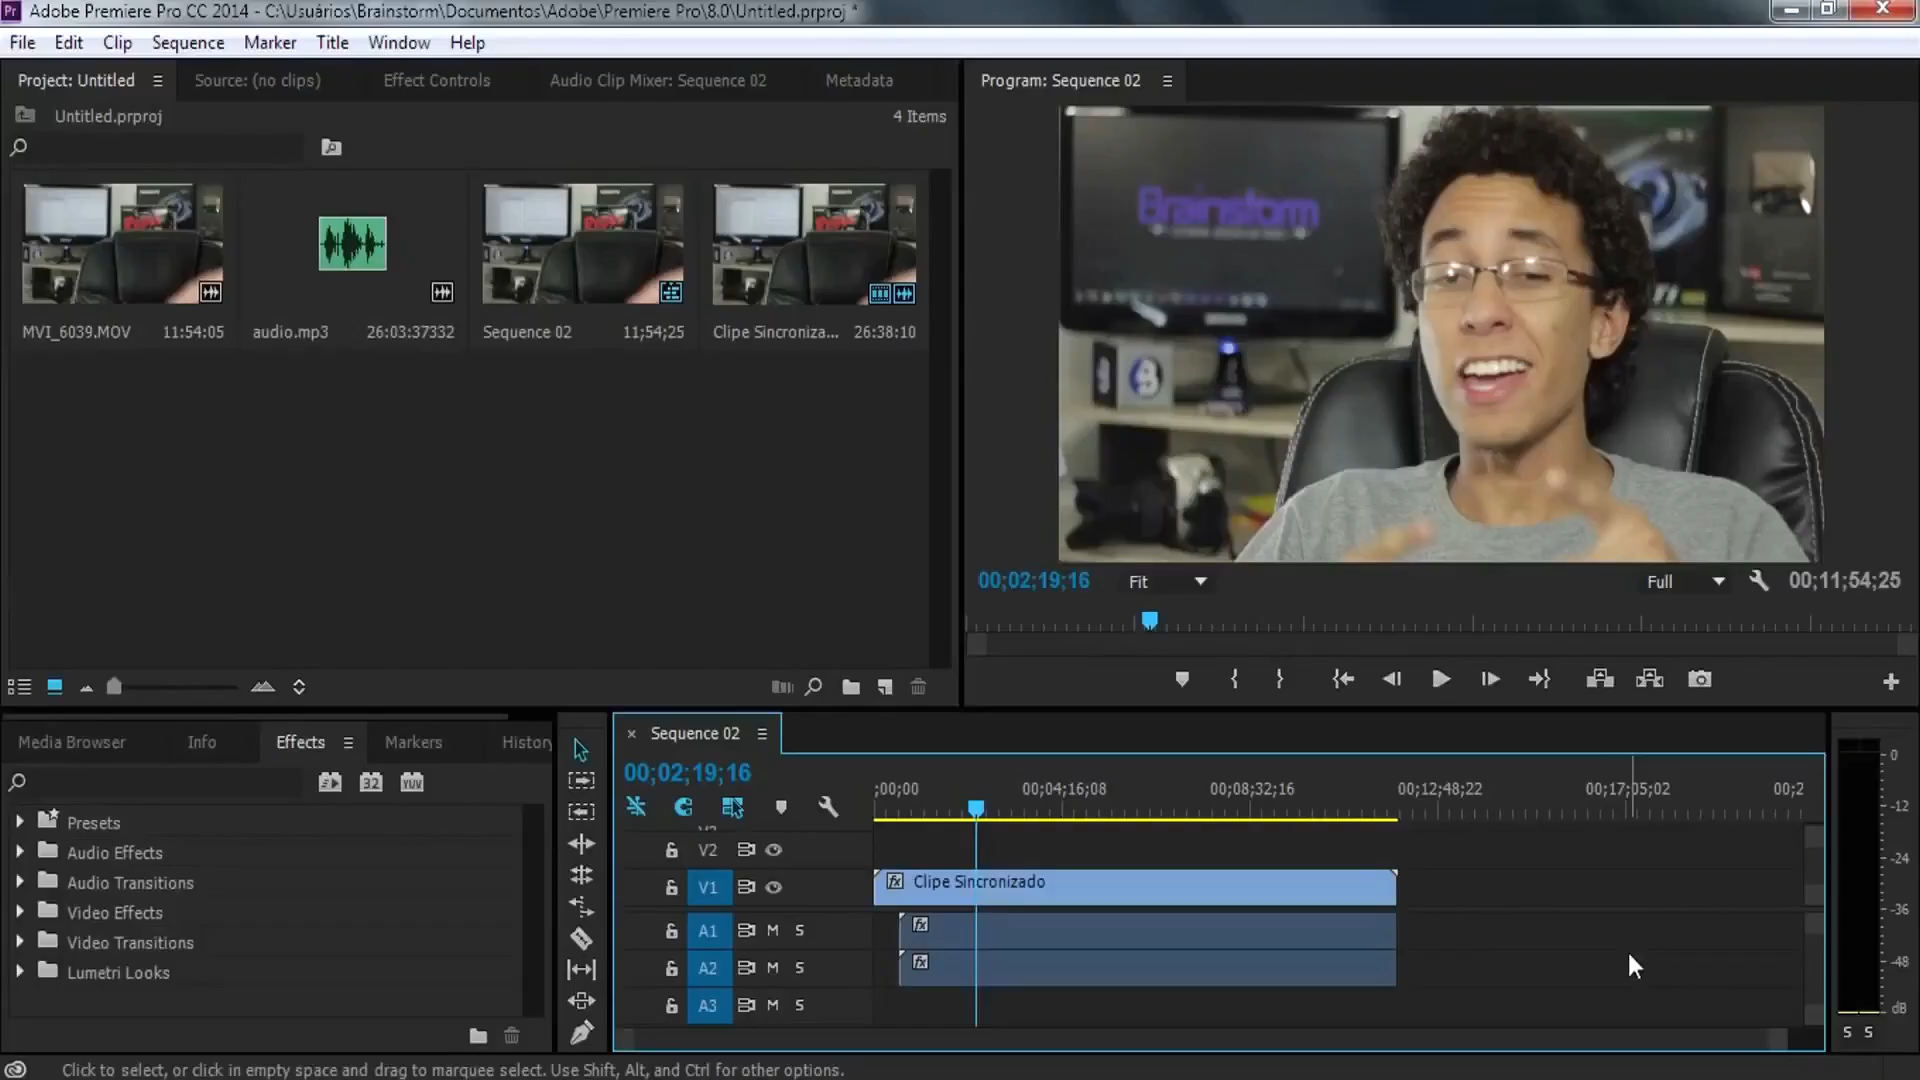 Adobe Premiere Pro CC 2014 - C:\Usuários\Brainstorm\Documentos\Adobe\Premiere Pro\8.0\Untitled.prproj *
File Edit Clip Sequence Marker Title Window Help
Project: Untitled Source: (no clips) Effect Controls Audio Clip Mixer: Sequence 02 Metadata
Program: Sequence 02
Untitled.prproj 4 Items
Brainstorm
MVI_6039.MOV 11:54:05
audio.mp3 26:03:37332
Sequence 02 11;54;25
Clipe Sincroniza... 26:38:10
00;02;19;16 Fit Full 00;11;54;25
Media Browser Info Effects Markers History
32 YUV
Presets
Audio Effects
Audio Transitions
Video Effects
Video Transitions
Lumetri Looks
Sequence 02
00;02;19;16
;00;00 00;04;16;08 00;08;32;16 00;12;48;22 00;17;05;02 00;2
V2
V1 fx Clipe Sincronizado
A1 M S fx
A2 M S fx
A3 M S
0
-12
-24
-36
-48
dB
S S
Click to select, or click in empty space and drag to marquee select. Use Shift, Alt, and Ctrl for other options.